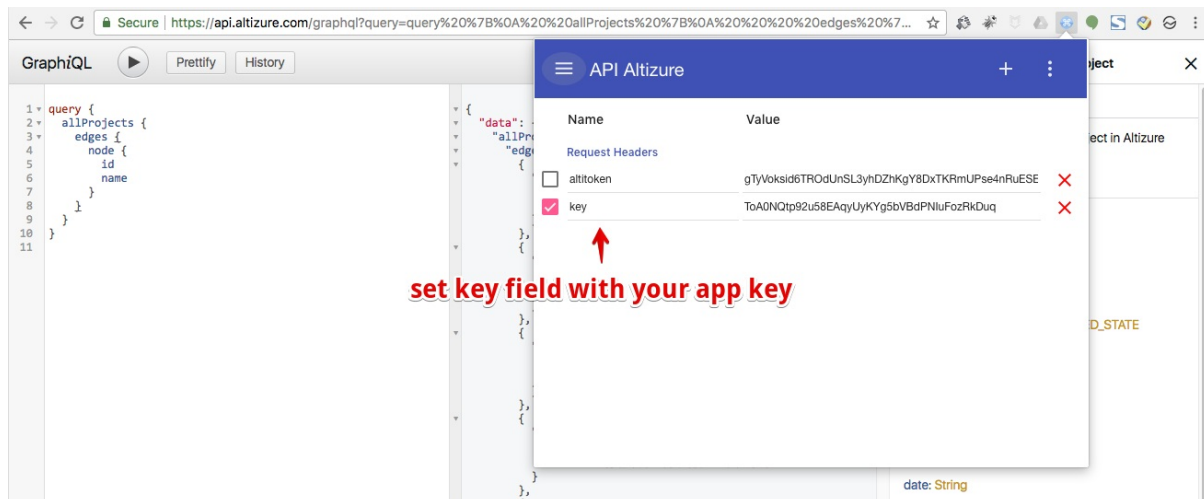 Secure | https://api.altizure.com/graphql?query=query%20%7B%0A%20%20allProjects%20%7B%0A%20%20%20%20edges%20%7...
GraphiQL Prettify History
API Altizure
ject
1 query {
2 allProjects {
3 edges {
4 node {
5 id
6 name
7 }
8 }
9 }
10 }
11
{
"data":
"allPr
"edg
{
},
{
},
{
},
{
}
},
Name Value
Request Headers
altitoken gTyVoksid6TROdUnSL3yhDZhKgY8DxTKRmUPse4nRuESE
key ToA0NQtp92u58EAqyUyKYg5bVBdPNIuFozRkDuq
set key field with your app key
ect in Altizure
D_STATE
date: String